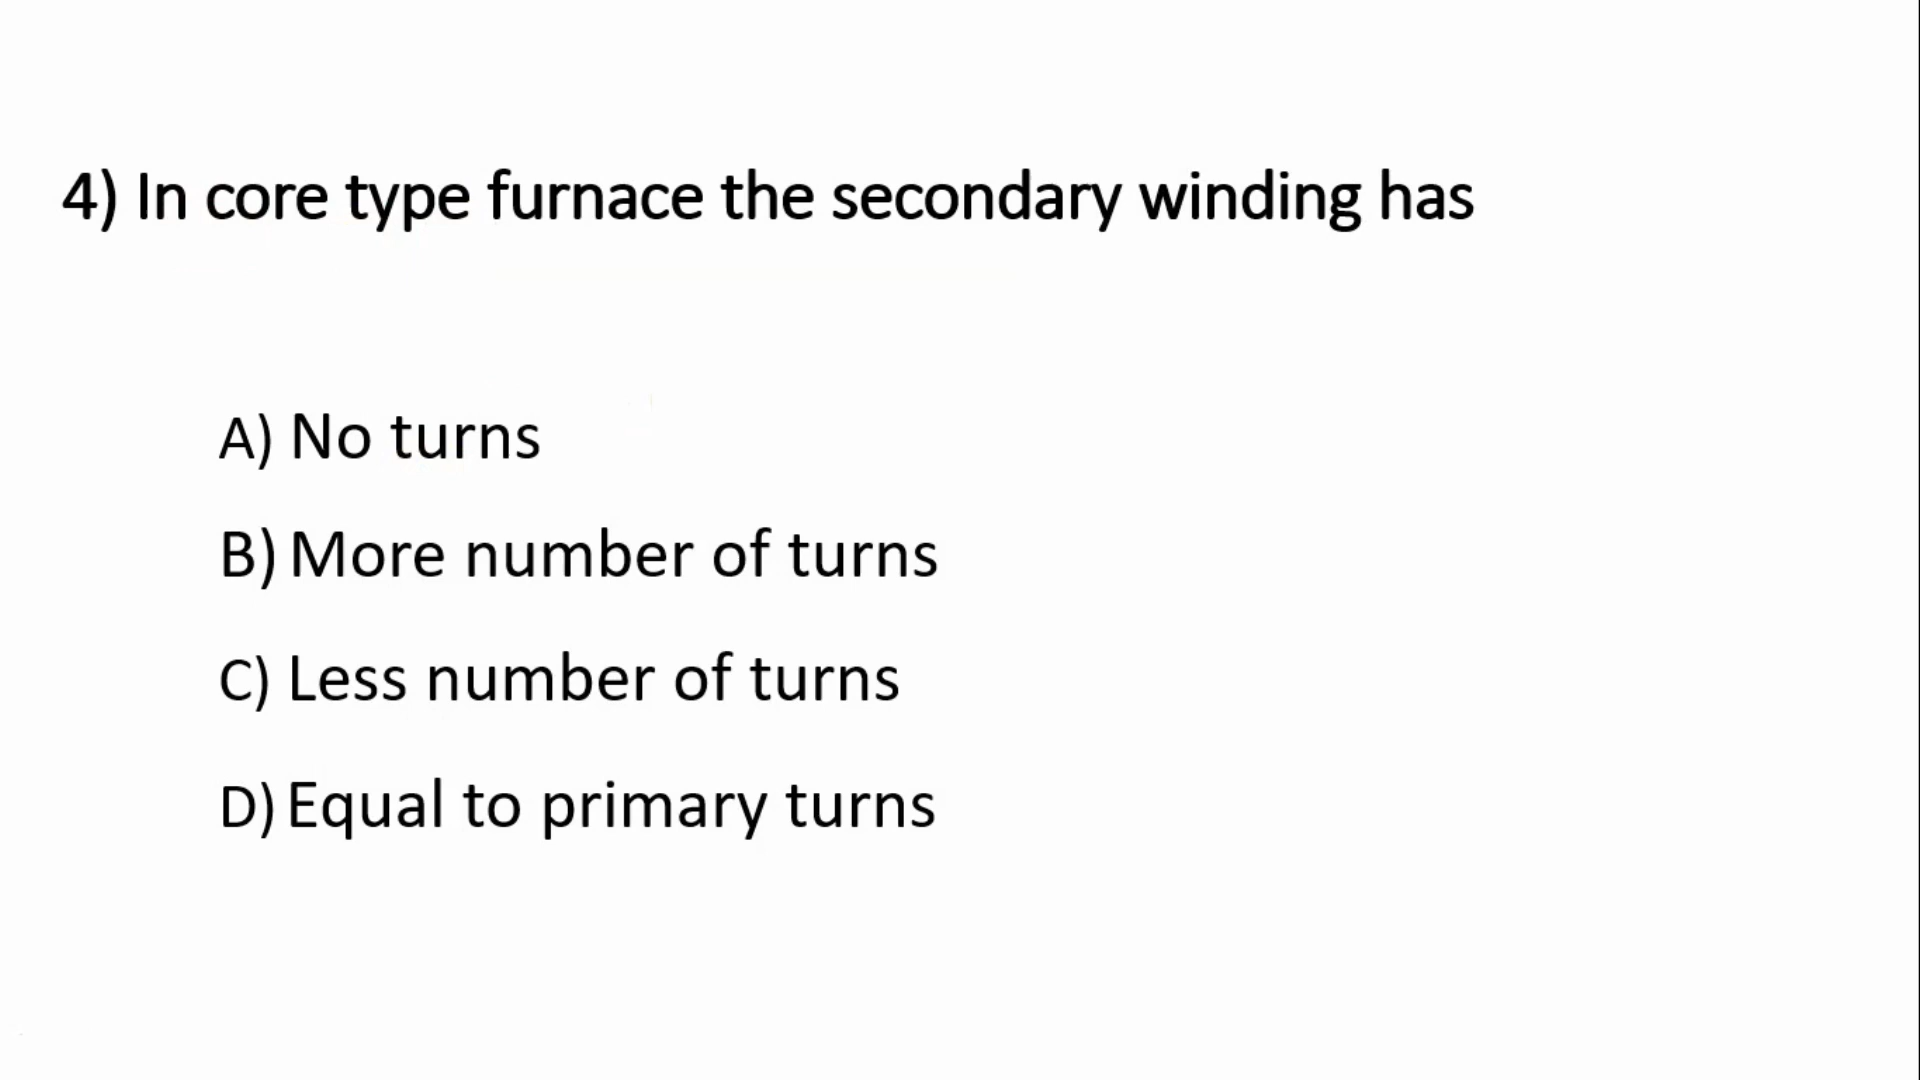 4) In core type furnace the secondary winding has
A) No turns
B) More number of turns
C) Less number of turns
D) Equal to primary turns